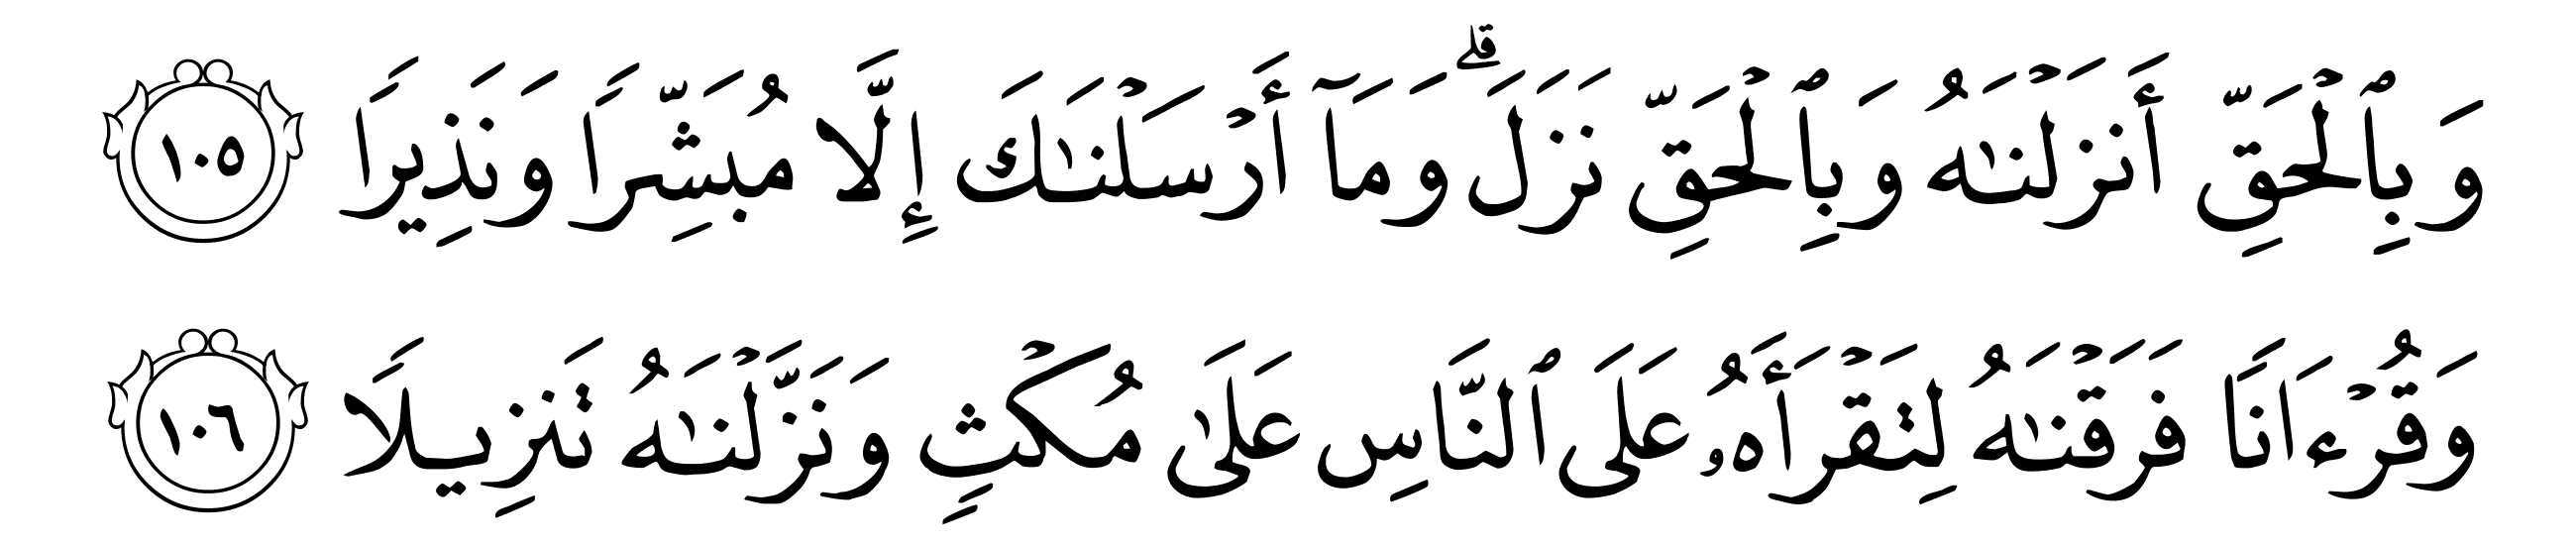 وَبِٱلْحَقِّ أَنزَلْنَـٰهُ وَبِٱلْحَقِّ نَزَلَ ۗ وَمَآ أَرْسَلْنَـٰكَ إِلَّا مُبَشِّرًا وَنَذِيرًا ١٠٥
وَقُرْءَانًا فَرَقْنَـٰهُ لِتَقْرَأَهُۥ عَلَى ٱلنَّاسِ عَلَىٰ مُكْثٍ وَنَزَّلْنَـٰهُ تَنزِيلًا ١٠٦